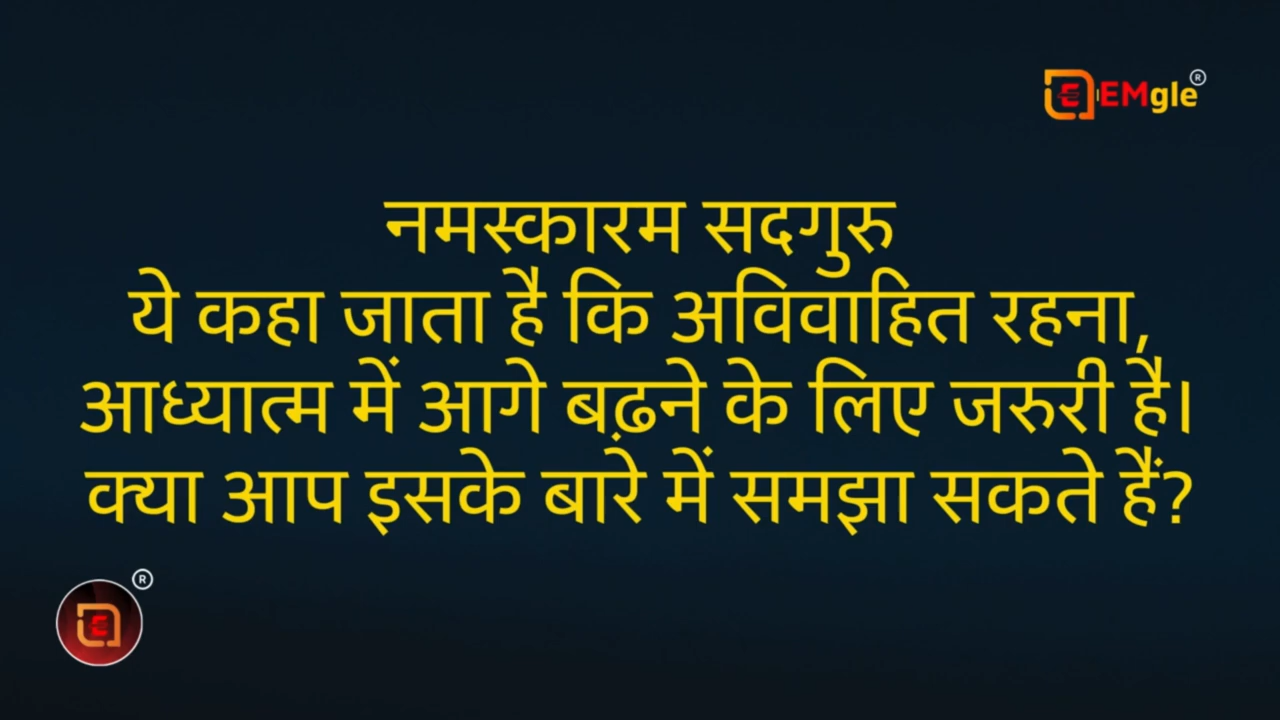 EMgle®
नमस्कारम सदगुरु
ये कहा जाता है कि अविवाहित रहना,
आध्यात्म में आगे बढ़ने के लिए जरुरी है।
क्या आप इसके बारे में समझा सकते हैं?
®